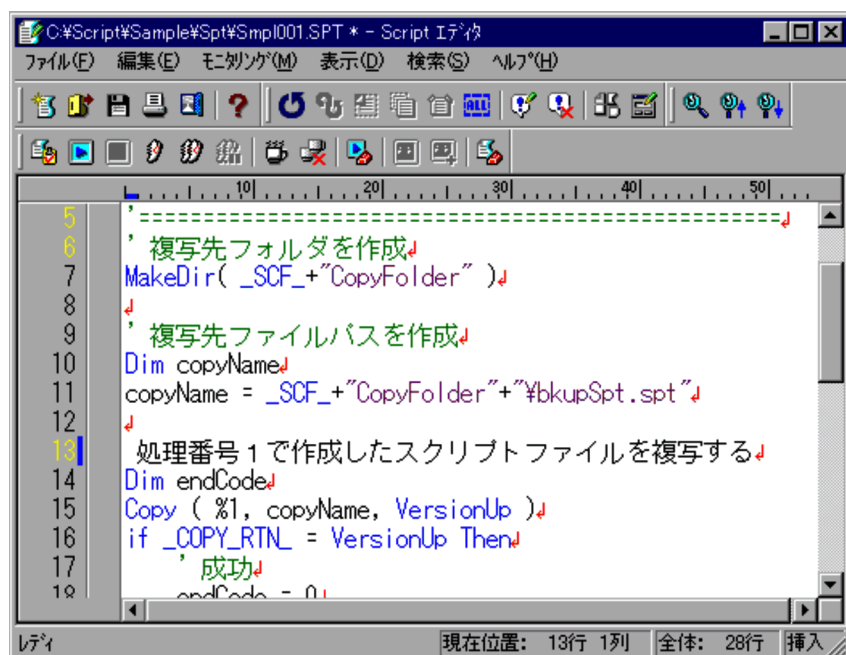 C:¥Script¥Sample¥Spt¥Smpl001.SPT * - Script ｴﾃﾞｨﾀ
ﾌｧｲﾙ(F) 編集(E) ﾓﾆﾀﾘﾝｸﾞ(M) 表示(D) 検索(S) ﾍﾙﾌﾟ(H)
ALL
10 20 30 40 50
5 '==================================================
6 ' 複写先フォルダを作成
7 MakeDir( _SCF_+"CopyFolder" )
8
9 ' 複写先ファイルパスを作成
10 Dim copyName
11 copyName = _SCF_+"CopyFolder"+"¥bkupSpt.spt"
12
13 処理番号１で作成したスクリプトファイルを複写する
14 Dim endCode
15 Copy ( %1, copyName, VersionUp )
16 if _COPY_RTN_ = VersionUp Then
17 ' 成功
18 endCode = 0
ﾚﾃﾞｨ 現在位置: 13行 1列 全体: 28行 挿入